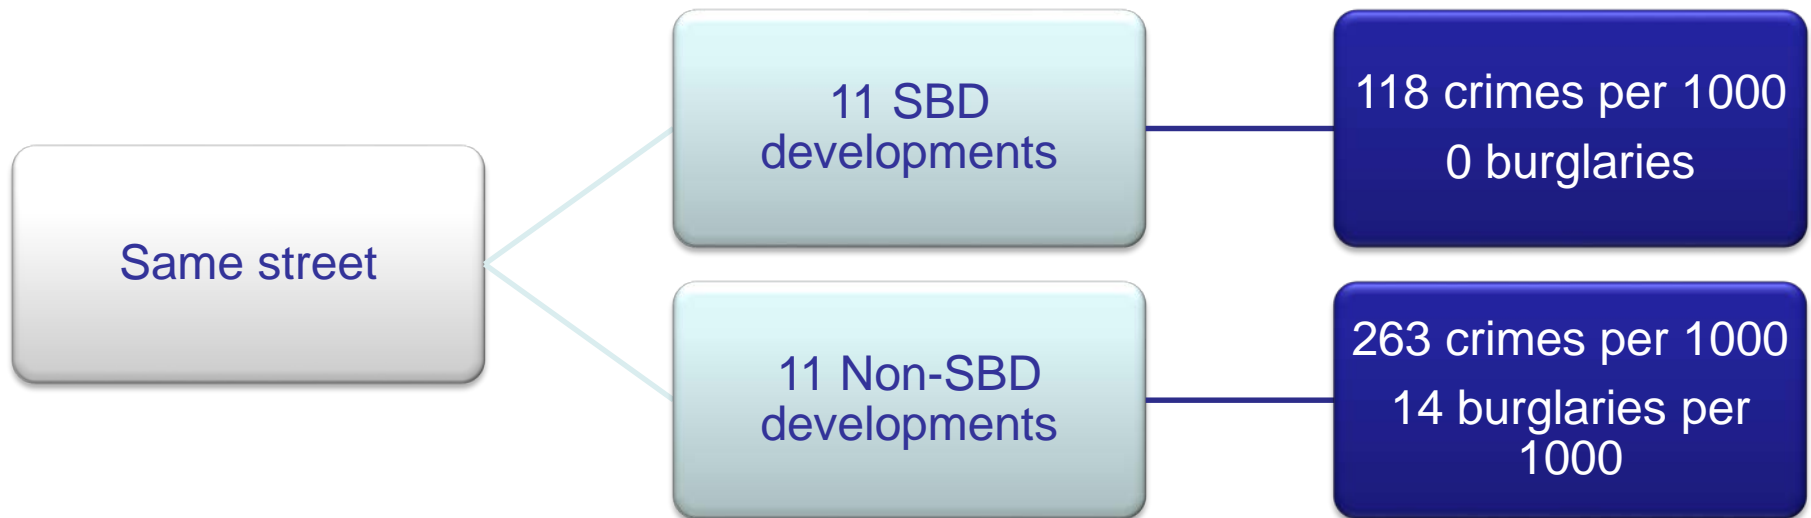 Same street
11 SBD
developments
118 crimes per 1000
0 burglaries
11 Non-SBD
developments
263 crimes per 1000
14 burglaries per
1000